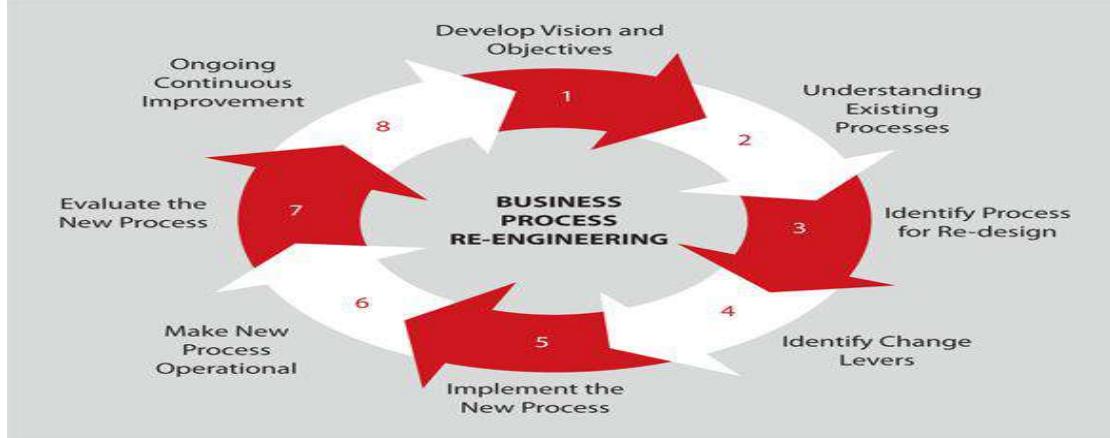 Develop Vision and
Objectives
1
Understanding
Existing
Processes
2
Identify Process
for Re-design
3
Identify Change
Levers
4
Implement the
New Process
5
Make New
Process
Operational
6
Evaluate the
New Process
7
Ongoing
Continuous
Improvement
8
BUSINESS
PROCESS
RE-ENGINEERING